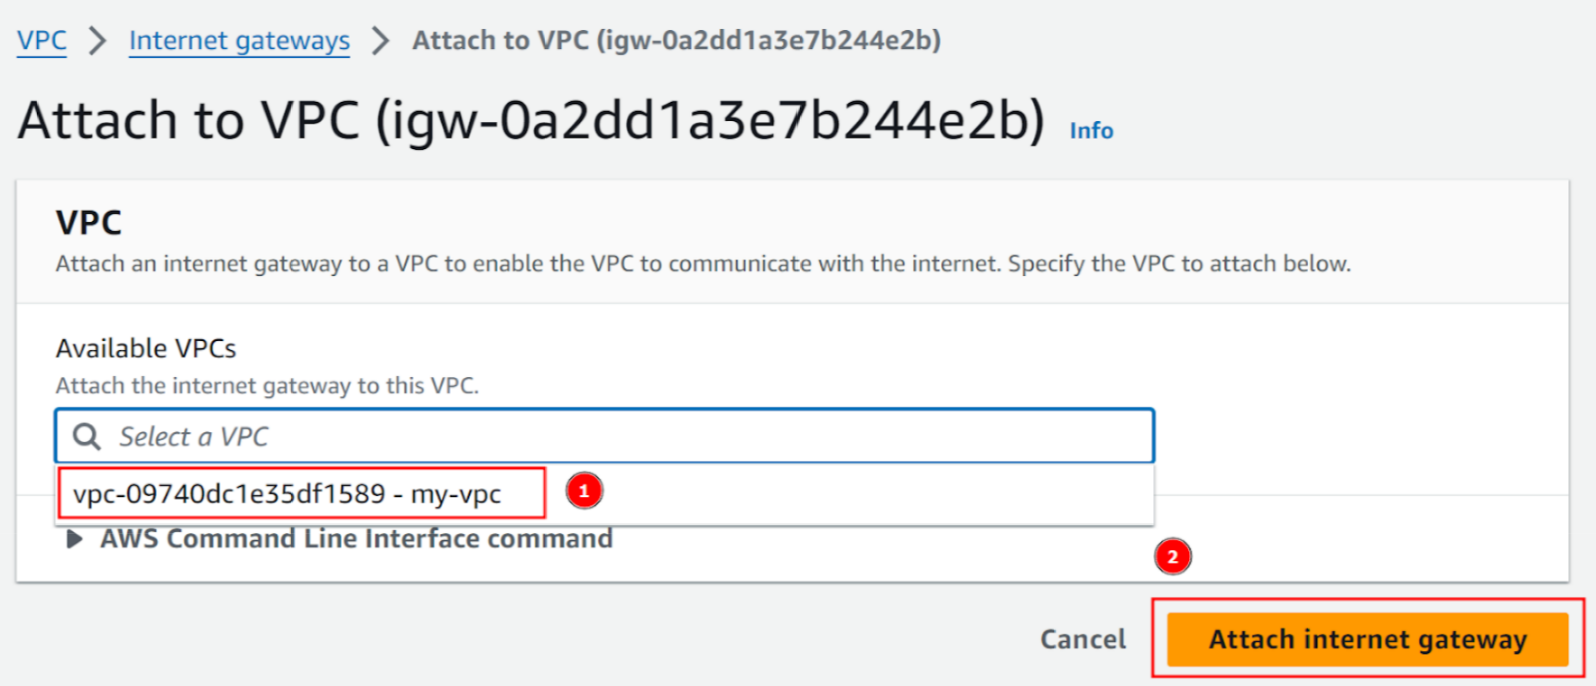 VPC > Internet gateways > Attach to VPC (igw-0a2dd1a3e7b244e2b)
Attach to VPC (igw-0a2dd1a3e7b244e2b) Info
VPC
Attach an internet gateway to a VPC to enable the VPC to communicate with the internet. Specify the VPC to attach below.
Available VPCs
Attach the internet gateway to this VPC.
Select a VPC
vpc-09740dc1e35df1589 - my-vpc 1
AWS Command Line Interface command
2
Cancel Attach internet gateway